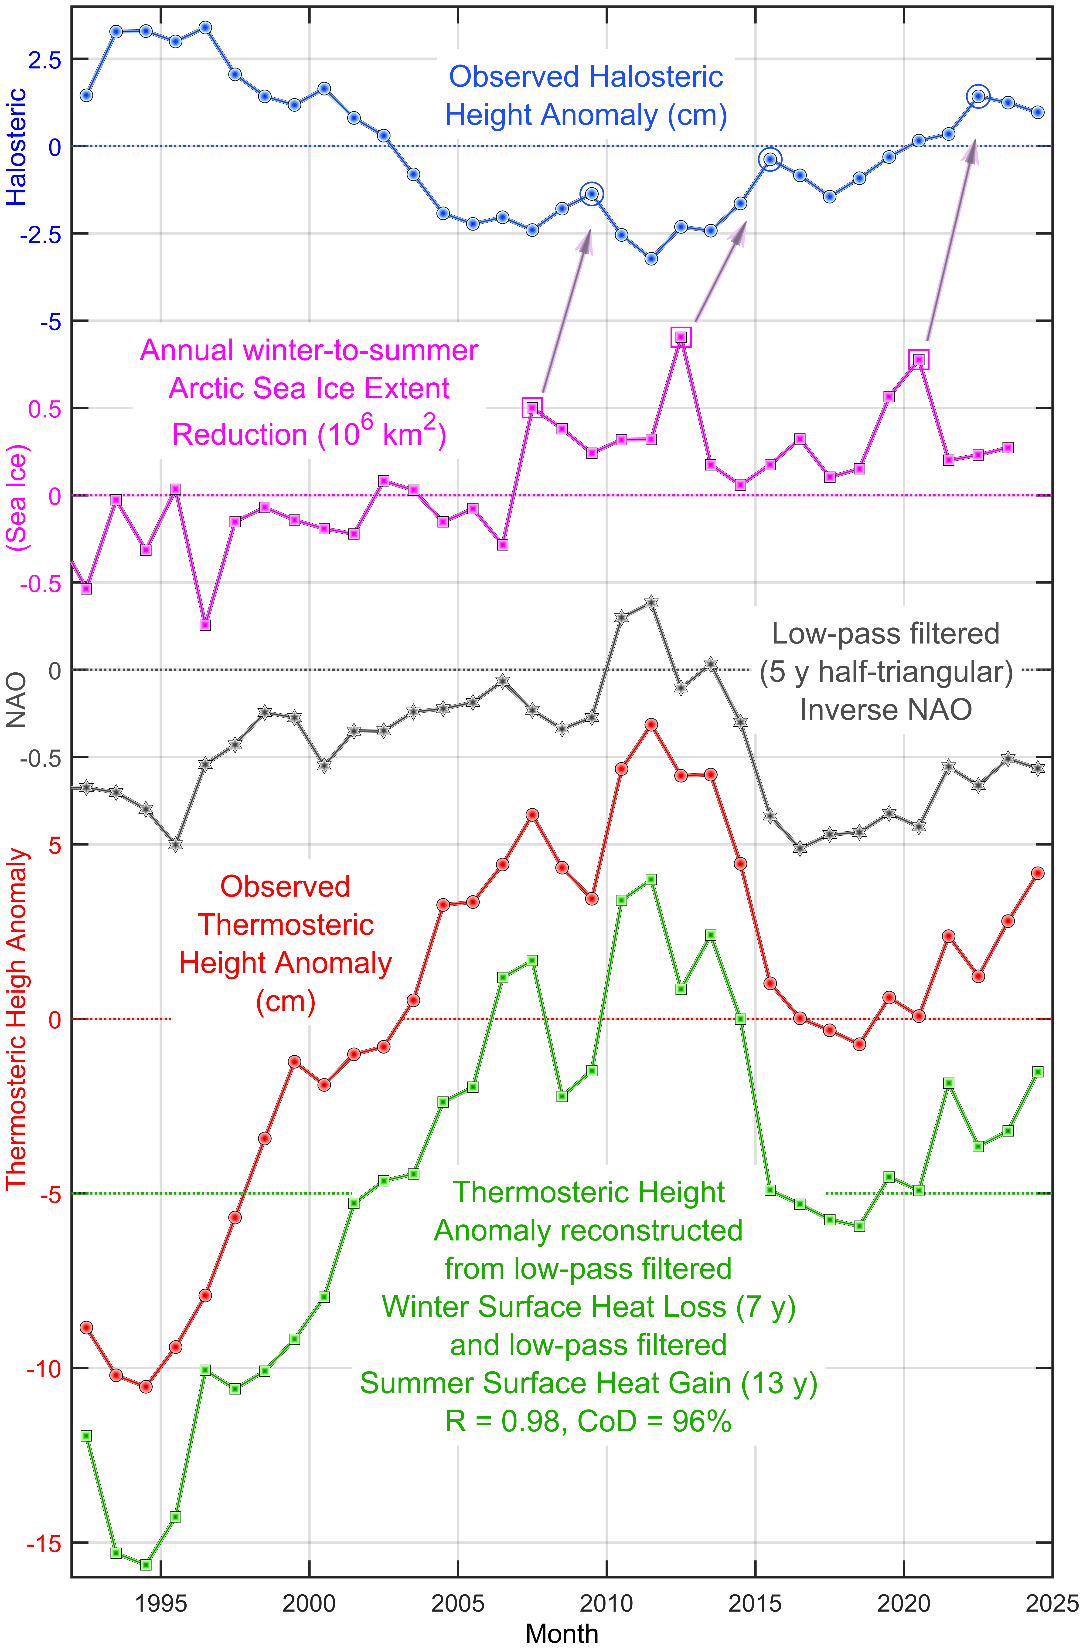 2.5
0
-2.5
-5
Halosteric
Observed Halosteric
Height Anomaly (cm)
Annual winter-to-summer
Arctic Sea Ice Extent
Reduction (10⁶ km²)
0.5
0
-0.5
(Sea Ice)
Low-pass filtered
(5 y half-triangular)
Inverse NAO
0
-0.5
NAO
Observed
Thermosteric
Height Anomaly
(cm)
5
0
-5
-10
-15
Thermosteric Heigh Anomaly
Thermosteric Height
Anomaly reconstructed
from low-pass filtered
Winter Surface Heat Loss (7 y)
and low-pass filtered
Summer Surface Heat Gain (13 y)
R = 0.98, CoD = 96%
1995 2000 2005 2010 2015 2020 2025
Month